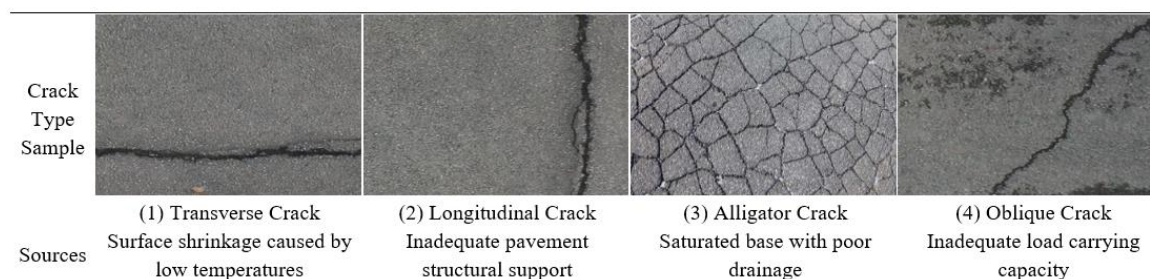 Crack
Type
Sample
(1) Transverse Crack
(2) Longitudinal Crack
(3) Alligator Crack
(4) Oblique Crack
Sources
Surface shrinkage caused by
low temperatures
Inadequate pavement
structural support
Saturated base with poor
drainage
Inadequate load carrying
capacity